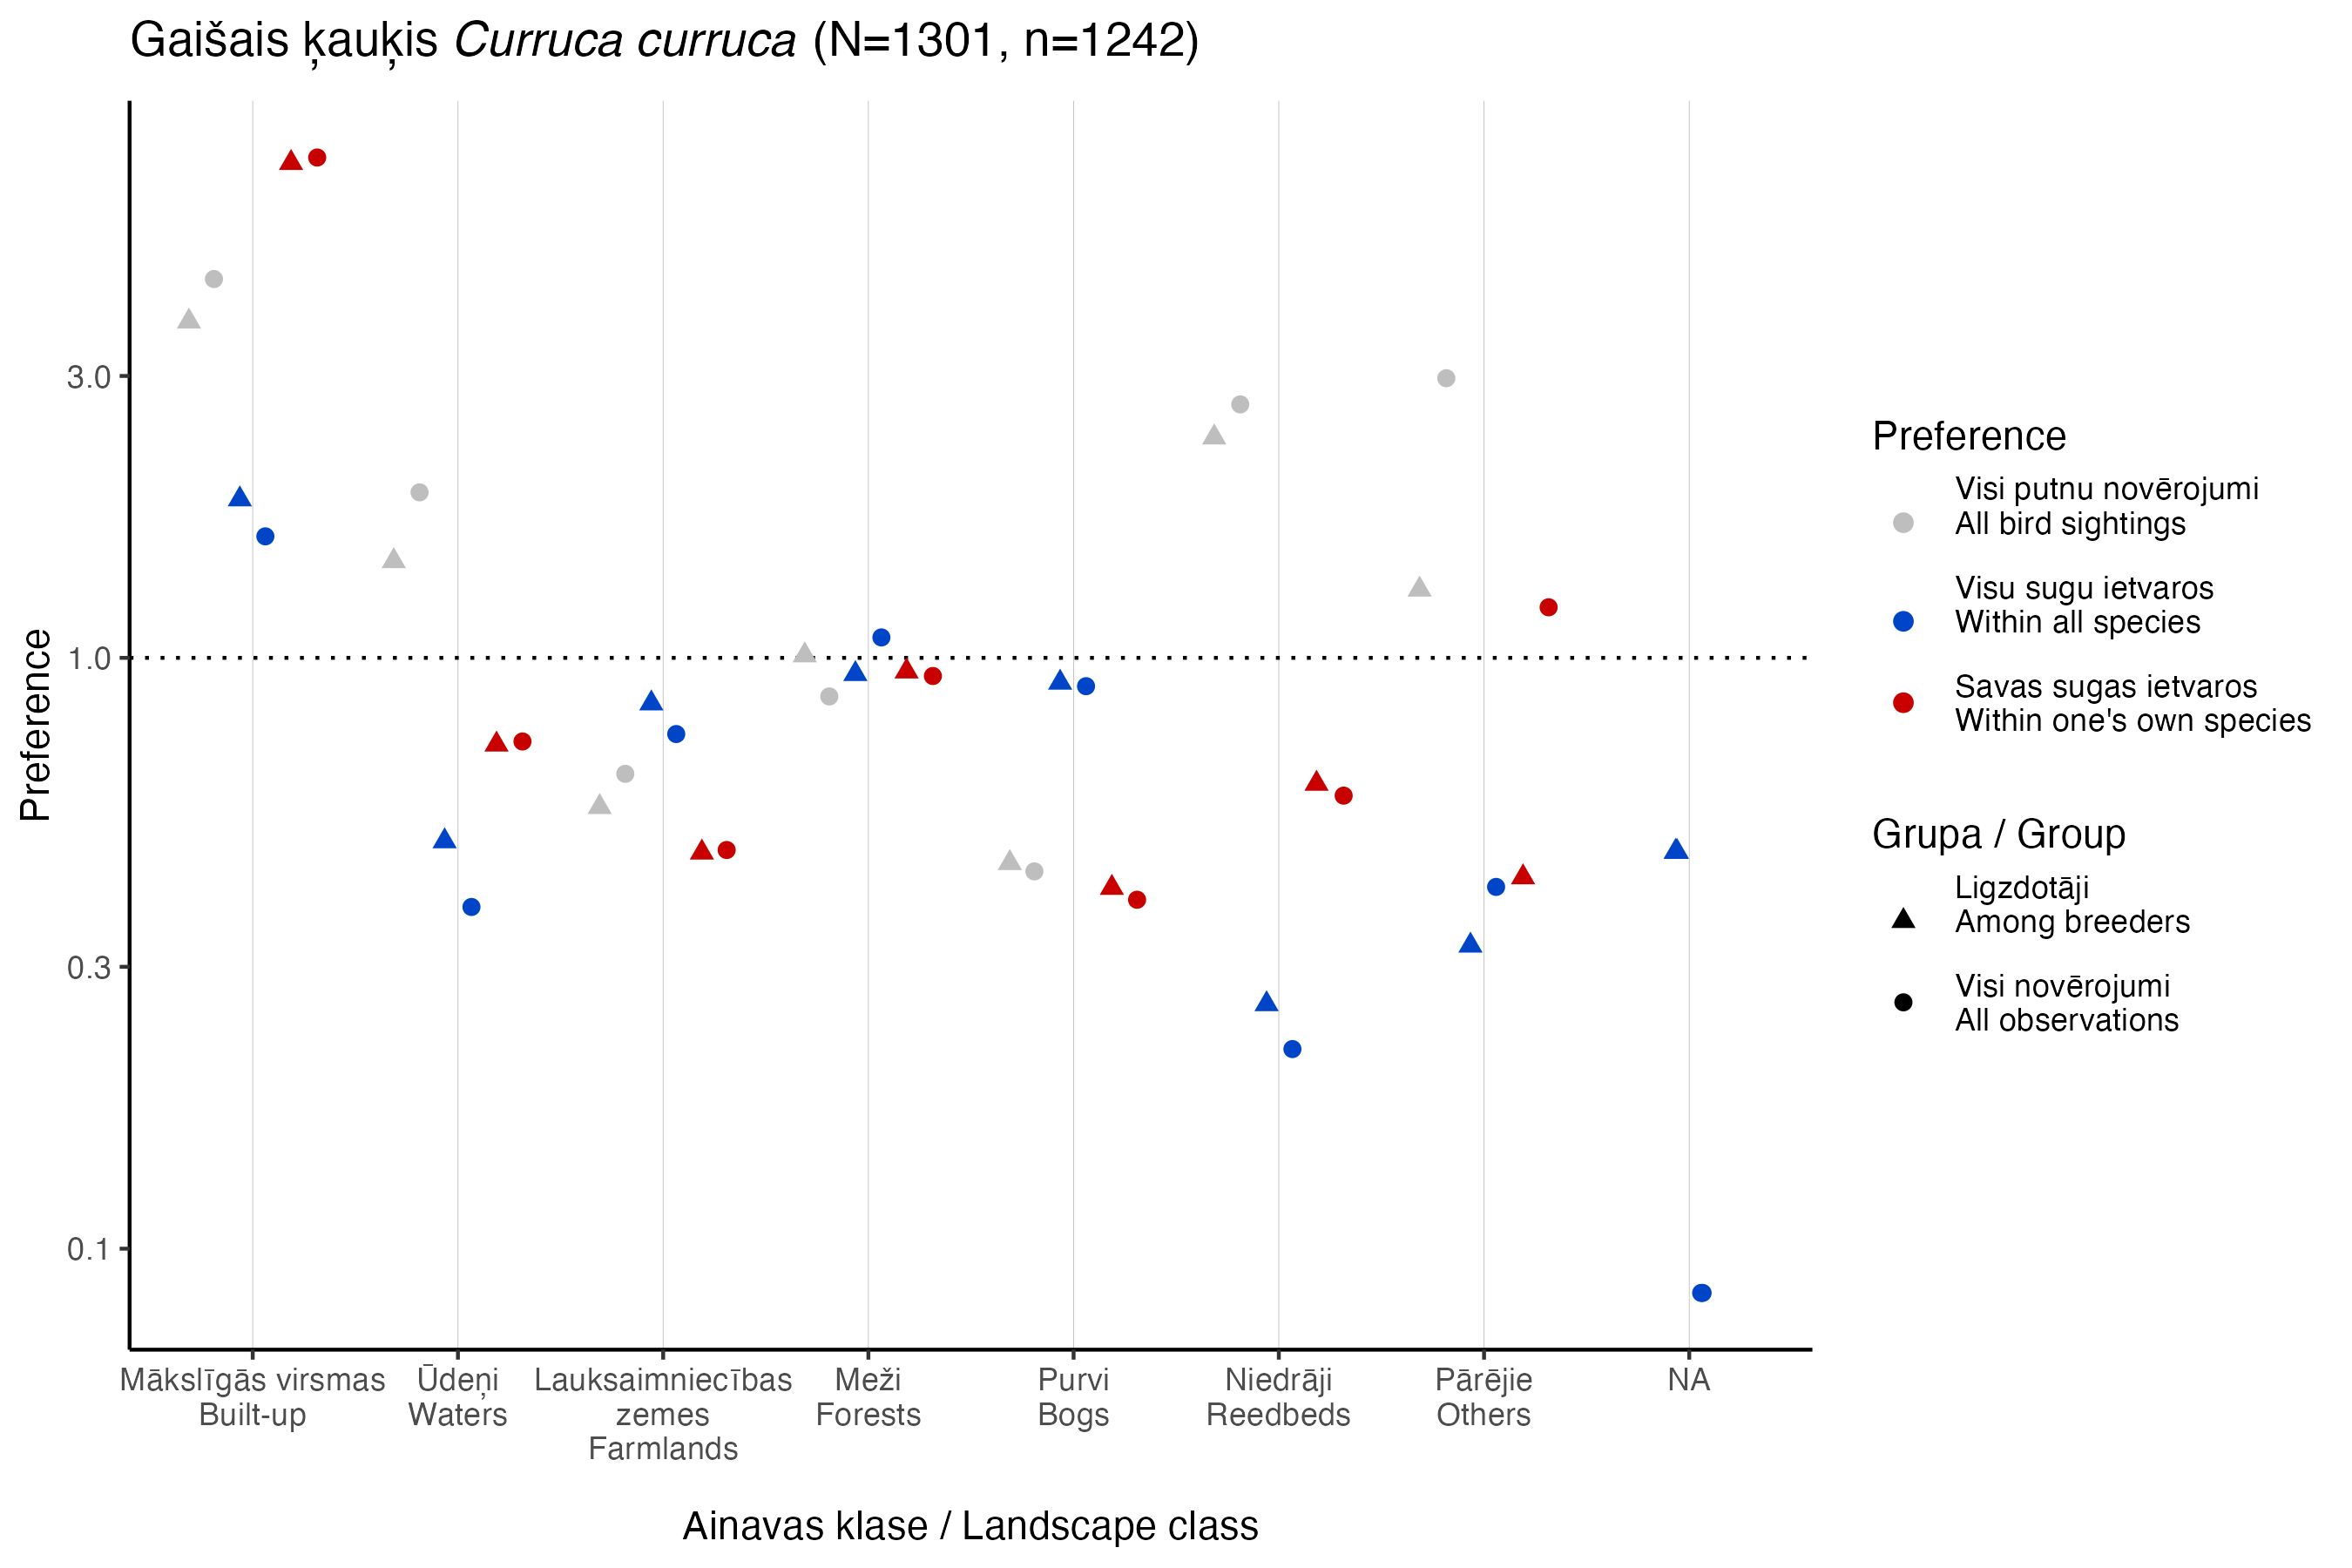 Gaišais ķauķis Curruca curruca (N=1301, n=1242)
Preference
3.0
1.0
0.3
0.1
Mākslīgās virsmas
Built-up
Ūdeņi
Waters
Lauksaimniecības
zemes
Farmlands
Meži
Forests
Purvi
Bogs
Niedrāji
Reedbeds
Pārējie
Others
NA
Ainavas klase / Landscape class
Preference
Visi putnu novērojumi
All bird sightings
Visu sugu ietvaros
Within all species
Savas sugas ietvaros
Within one's own species
Grupa / Group
Ligzdotāji
Among breeders
Visi novērojumi
All observations